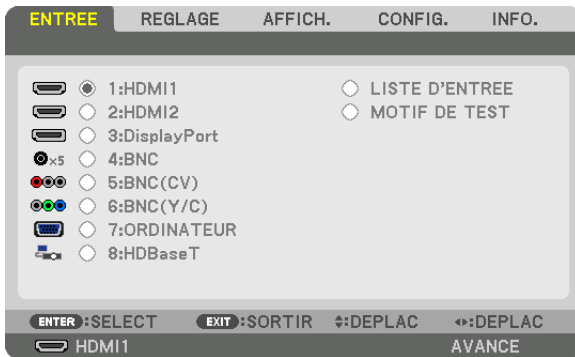 ENTREE REGLAGE AFFICH. CONFIG. INFO.
1:HDMI1 LISTE D'ENTREE
2:HDMI2 MOTIF DE TEST
3:DisplayPort
×5 4:BNC
5:BNC(CV)
6:BNC(Y/C)
7:ORDINATEUR
8:HDBaseT
ENTER:SELECT EXIT:SORTIR :DEPLAC :DEPLAC
HDMI1 AVANCE